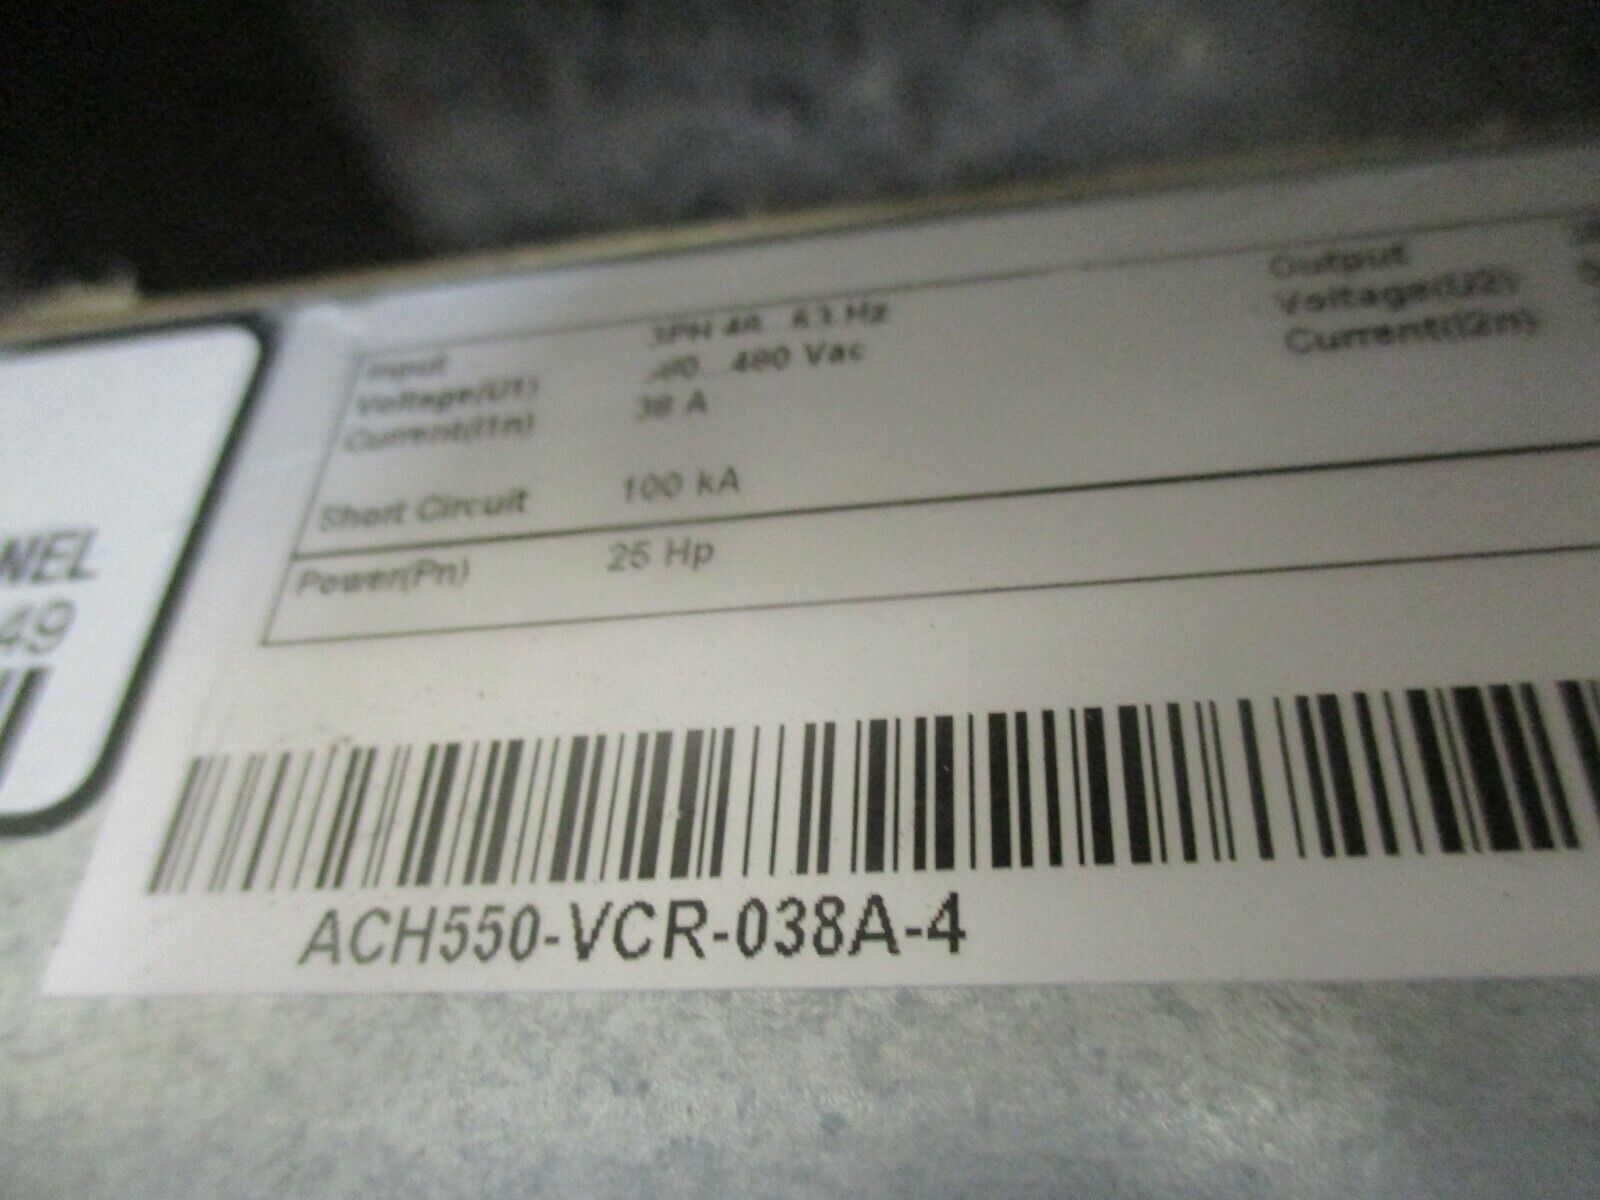 Input 3PH 48...63 Hz
Voltage(U1) ...480 Vac
Current(I1n) 38 A
Short Circuit 100 kA
Power(Pn) 25 Hp
Output
Voltage(U2)
Current(I2n)
NEL
49
ACH550-VCR-038A-4